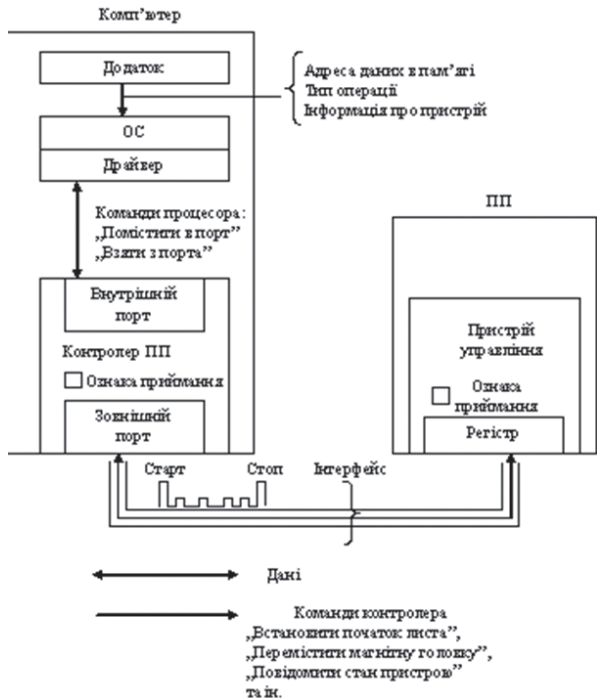 Комп’ютер
Додаток
Адреса даних в пам’яті
Тип операції
Інформація про пристрій
ОС
Драйвер
Команди процесора:
„Помістити в порт”
„Взяти з порта”
ПП
Внутрішній
порт
Контролер ПП
Ознака приймання
Зовнішній
порт
Пристрій
управління
Ознака
приймання
Регістр
Старт
Стоп
Інтерфейс
Дані
Команди контролера
„Встановити початок листа”,
„Перемістити магнітну головку”,
„Повідомити стан пристрою”
та ін.